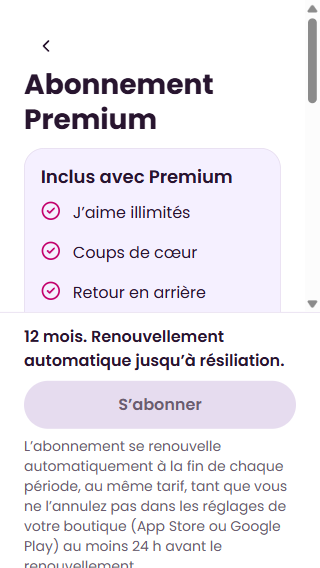 Abonnement
Premium
Inclus avec Premium
J’aime illimités
Coups de cœur
Retour en arrière
12 mois. Renouvellement
automatique jusqu’à résiliation.
S’abonner
L’abonnement se renouvelle
automatiquement à la fin de chaque
période, au même tarif, tant que vous
ne l’annulez pas dans les réglages de
votre boutique (App Store ou Google
Play) au moins 24 h avant le
renouvellement